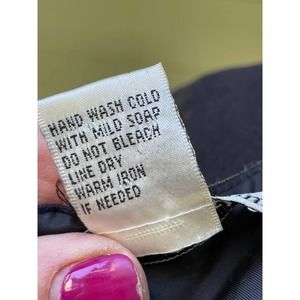 HAND WASH COLD
WITH MILD SOAP
DO NOT BLEACH
LINE DRY
WARM IRON
IF NEEDED